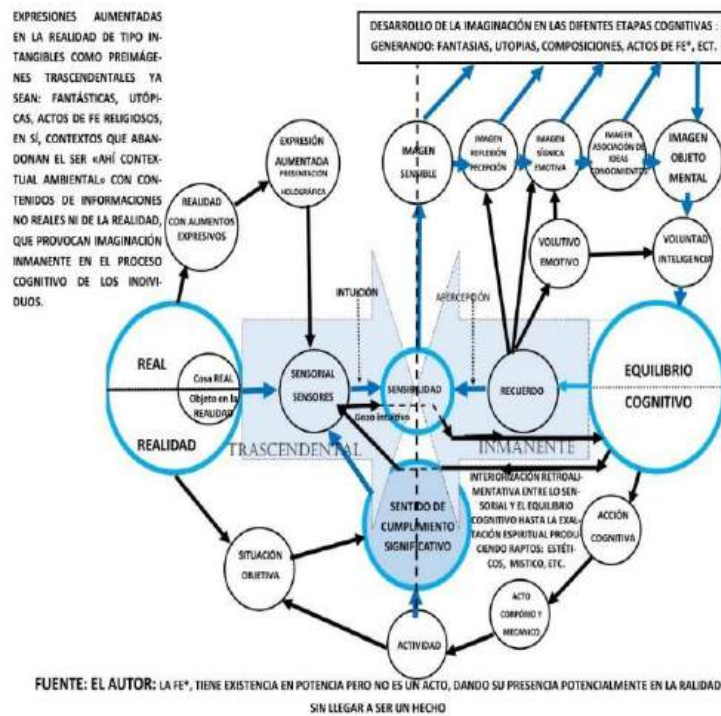 EXPRESIONES AUMENTADAS
EN LA REALIDAD DE TIPO IN-
TANGIBLES COMO PREIMÁGE-
NES TRASCENDENTALES YA
SEAN: FANTÁSTICAS, UTÓPI-
CAS, ACTOS DE FE RELIGIOSOS,
EN SÍ, CONTEXTOS QUE ABAN-
DONAN EL SER «AHÍ CONTEX-
TUAL AMBIENTAL» CON CON-
TENIDOS DE INFORMACIONES
NO REALES NI DE LA REALIDAD,
QUE PROVOCAN IMAGINACIÓN
INMANENTE EN EL PROCESO
COGNITIVO DE LOS INDIVI-
DUOS.
DESARROLLO DE LA IMAGINACIÓN EN LAS DIFENTES ETAPAS COGNITIVAS :
GENERANDO: FANTASIAS, UTOPIAS, COMPOSICIONES, ACTOS DE FE*, ECT.
EXPRESIÓN
AUMENTADA
PRESENTACIÓN
HOLOGRÁFICA
REALIDAD
CON AUMENTOS
EXPRESIVOS
IMAGEN
SENSIBLE
IMAGEN
REFLEXIÓN
PECEPCIÓN
IMAGEN
SÍGNICA
EMOTIVA
IMAGEN
ASOCIACIÓN DE
IDEAS
CONOCIMIENTOS
IMAGEN
OBJETO
MENTAL
VOLUTIVO
EMOTIVO
VOLUNTAD
INTELIGENCIA
INTUICIÓN
APERCEPCIÓN
REAL
Cosa REAL
Objeto en la
REALIDAD
REALIDAD
SENSORIAL
SENSORES
SENSIBILIDAD
RECUERDO
EQUILIBRIO
COGNITIVO
Gozo intuitivo
TRASCENDENTAL
INMANENTE
SENTIDO DE
CUMPLIMIENTO
SIGNIFICATIVO
INTERIORIZACIÓN RETROALI-
MENTATIVA ENTRE LO SEN-
SORIAL Y EL EQUILIBRIO
COGNITIVO HASTA LA EXAL-
TACIÓN ESPIRITUAL PRODU-
CIENDO RAPTOS: ESTÉTI-
COS, MISTICO, ETC.
ACCIÓN
COGNITIVA
SITUACIÓN
OBJETIVA
ACTO
CORPÓRIO Y
MECANICO
ACTIVIDAD
FUENTE: EL AUTOR: LA FE*, TIENE EXISTENCIA EN POTENCIA PERO NO ES UN ACTO, DANDO SU PRESENCIA POTENCIALMENTE EN LA RALIDAD
SIN LLEGAR A SER UN HECHO